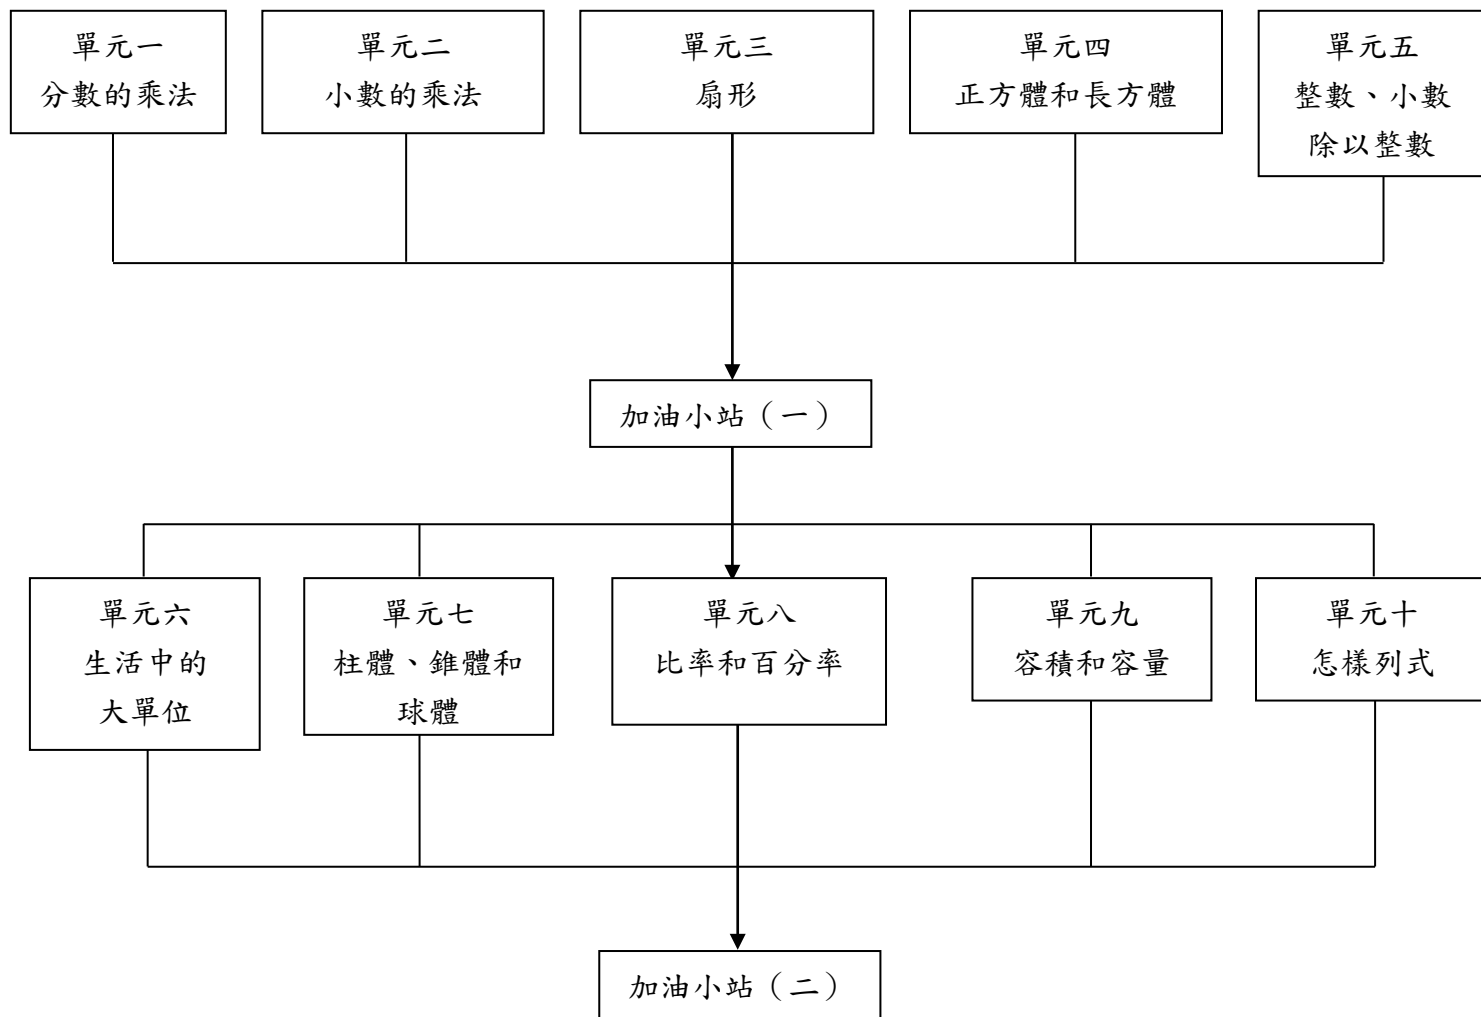 單元一
分數的乘法
單元二
小數的乘法
單元三
扇形
單元四
正方體和長方體
單元五
整數、小數
除以整數
加油小站（一）
單元六
生活中的
大單位
單元七
柱體、錐體和
球體
單元八
比率和百分率
單元九
容積和容量
單元十
怎樣列式
加油小站（二）